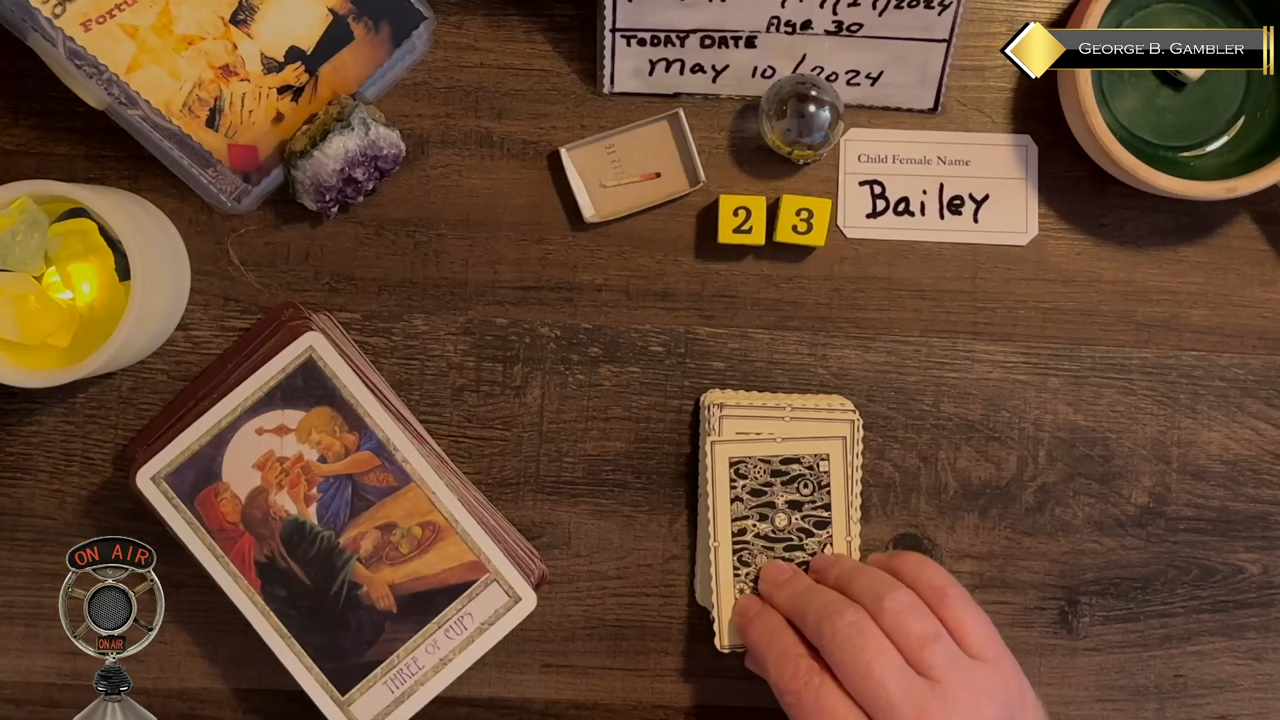 Fortu
Age 30
TODAY DATE
May 10/2024
GEORGE B. GAMBLER
Child Female Name
Bailey
2 3
THREE OF CUPS
ON AIR
ON AIR